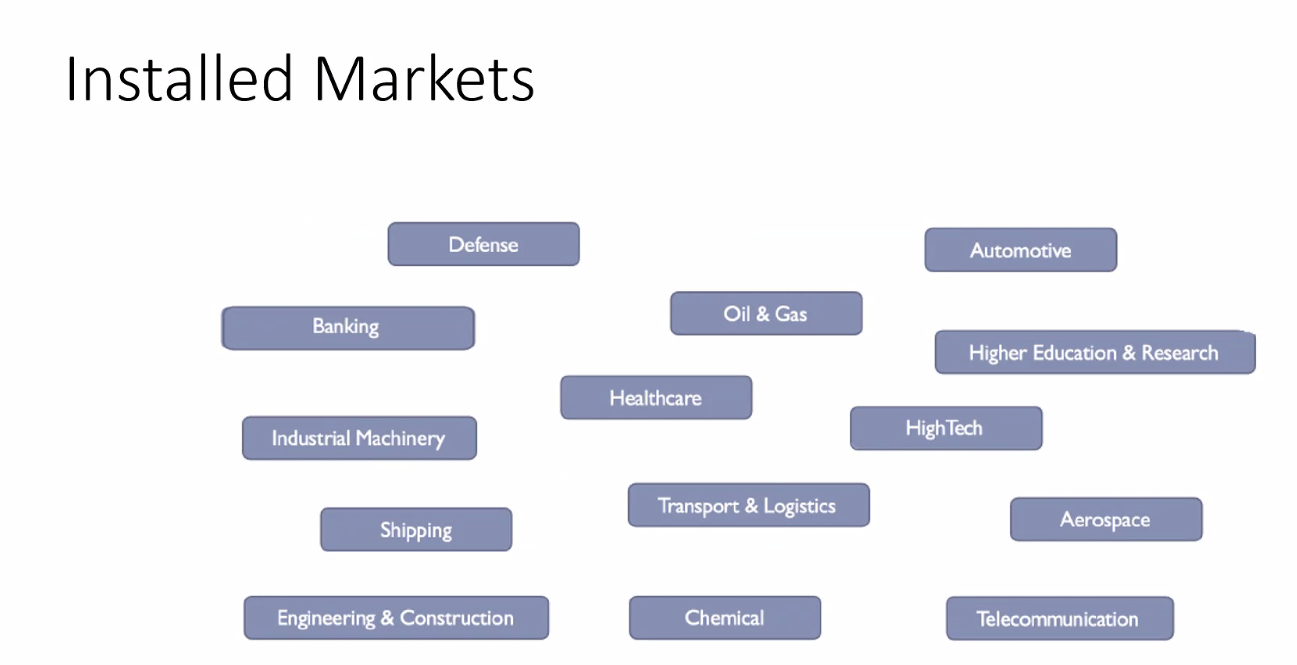 Installed Markets
Defense
Automotive
Banking
Oil & Gas
Higher Education & Research
Healthcare
Industrial Machinery
HighTech
Transport & Logistics
Shipping
Aerospace
Engineering & Construction
Chemical
Telecommunication